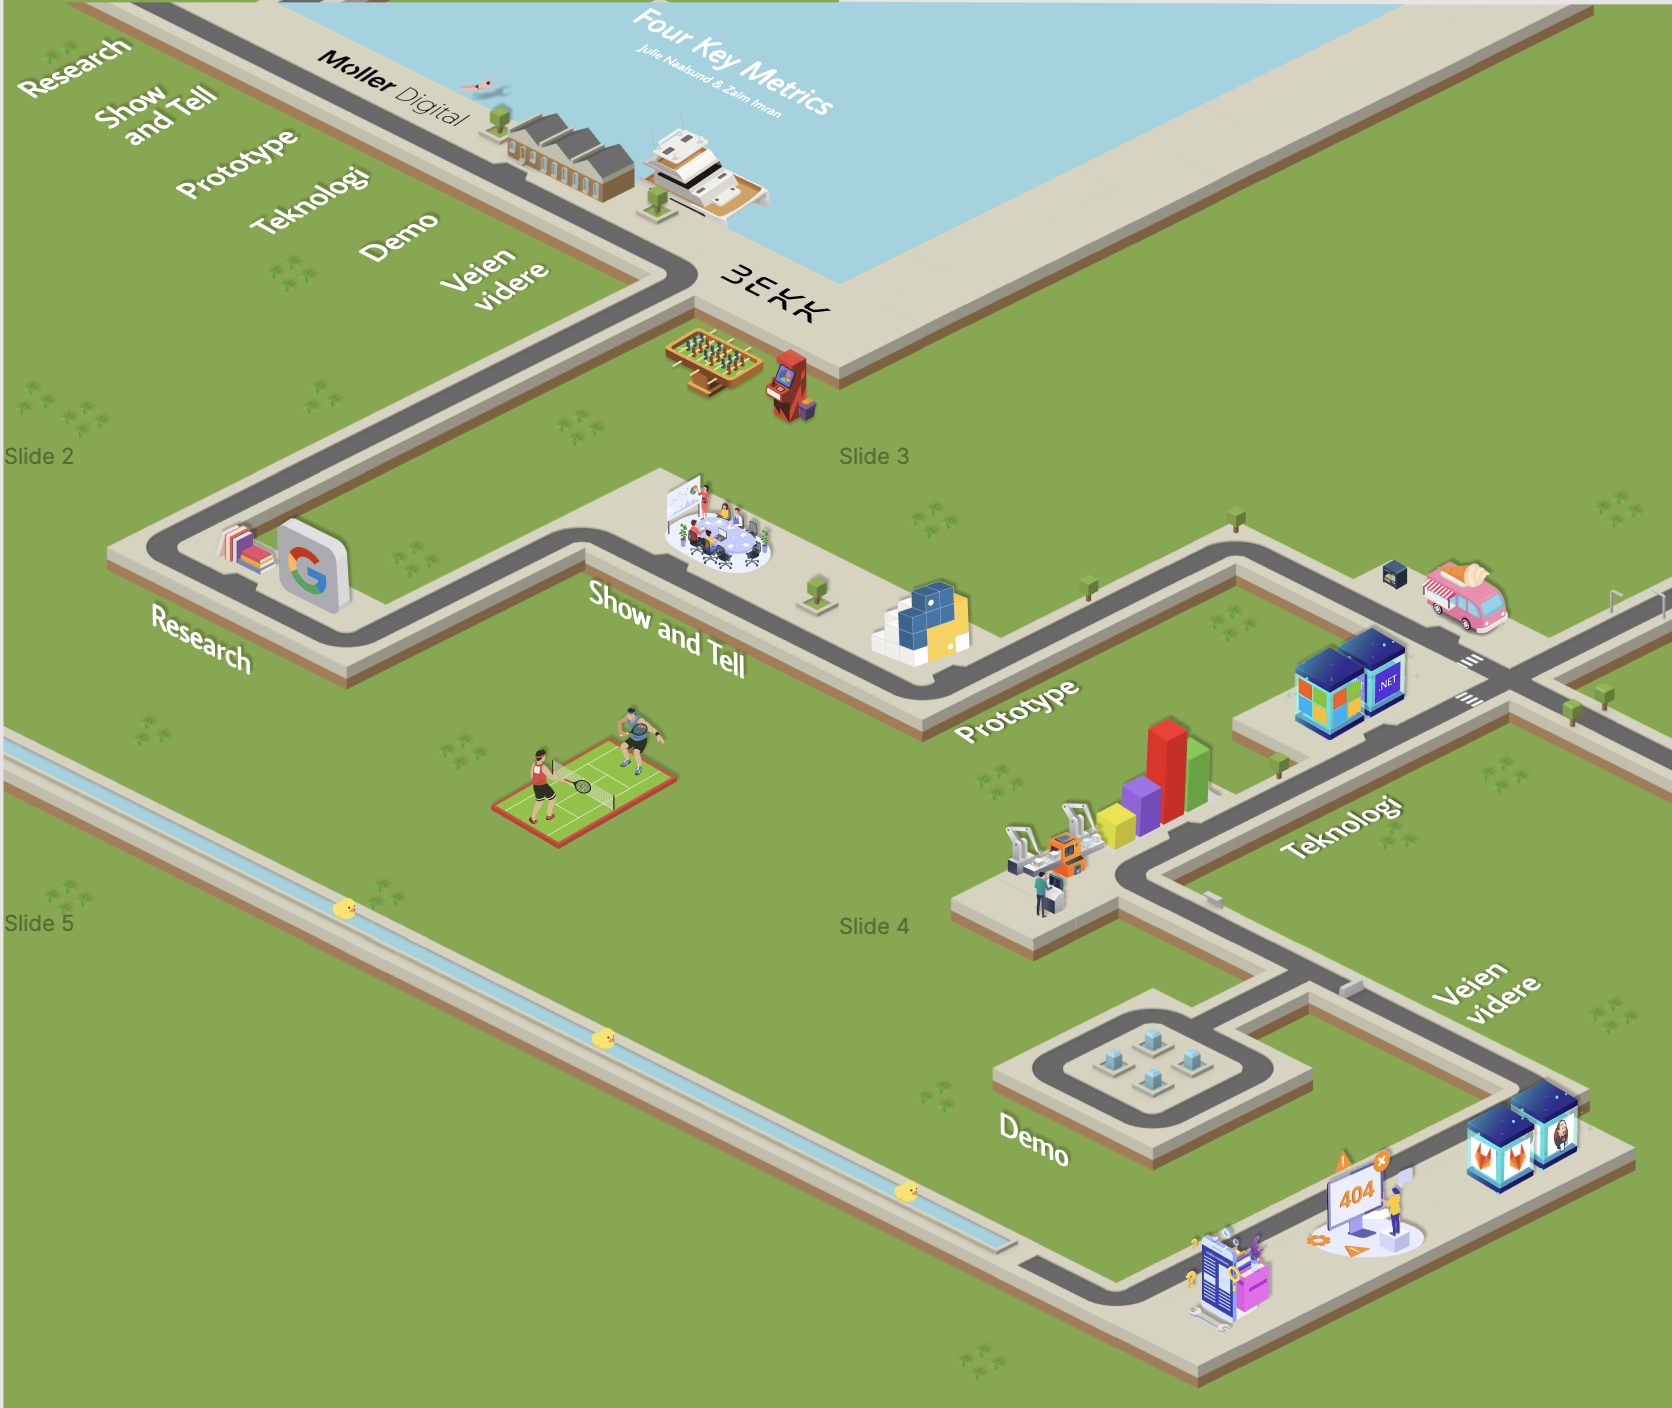 Four Key Metrics
Julie Naalsund & Zaim Imran
Møller Digital
Research
Show
and Tell
Prototype
Teknologi
Demo
Veien
videre
BEKK
Slide 2
Slide 3
Research
Show and Tell
Prototype
.NET
Teknologi
Slide 5
Slide 4
Veien
videre
Demo
404